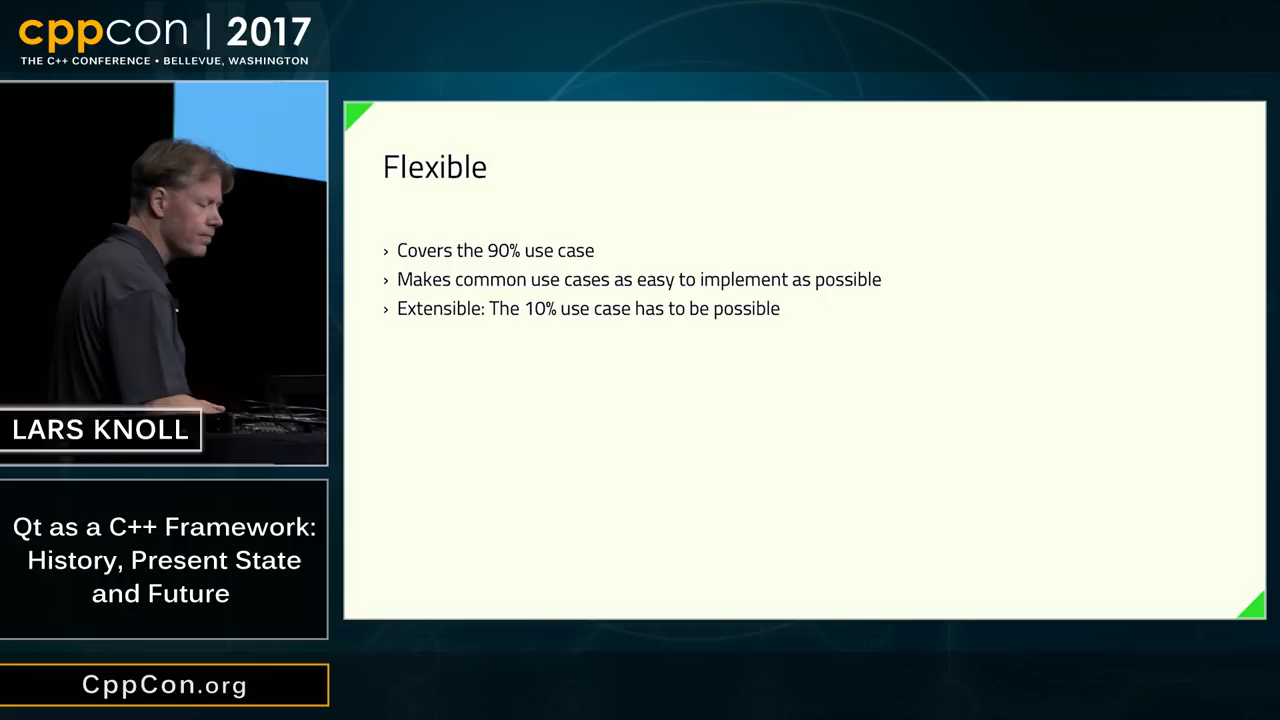 cppcon | 2017
THE C++ CONFERENCE • BELLEVUE, WASHINGTON
LARS KNOLL
Qt as a C++ Framework:
History, Present State
and Future
CppCon.org
Flexible
› Covers the 90% use case
› Makes common use cases as easy to implement as possible
› Extensible: The 10% use case has to be possible